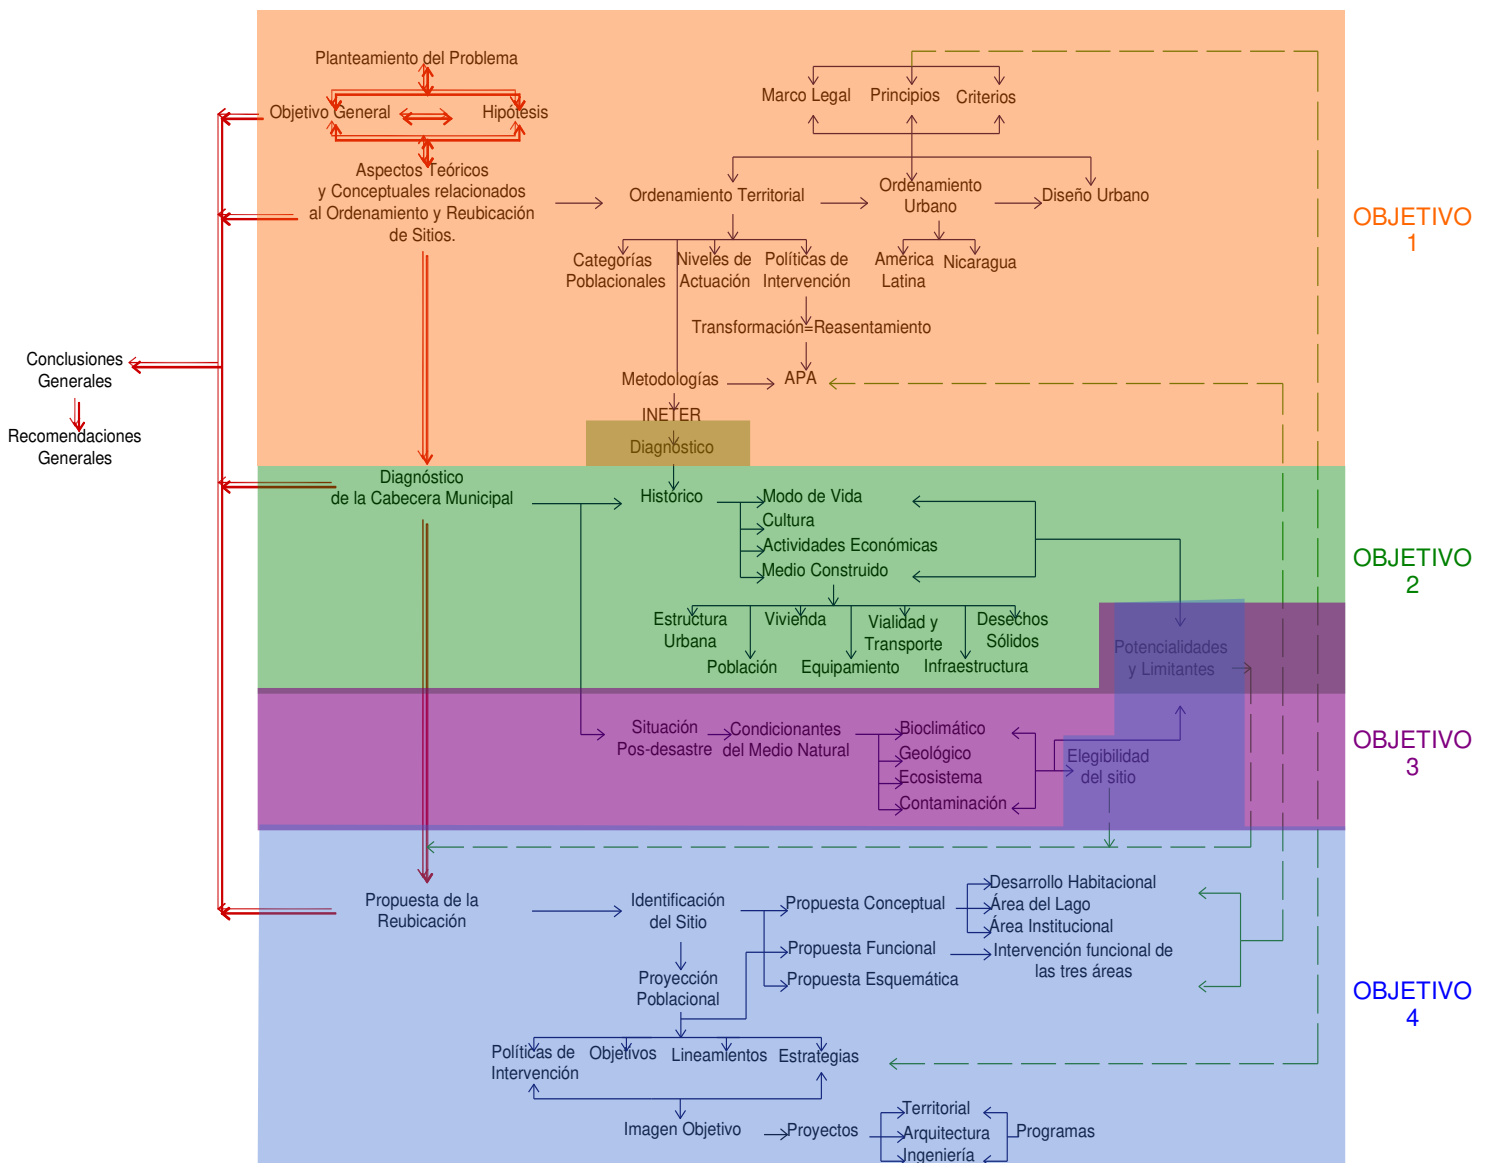 Planteamiento del Problema
Objetivo General
Hipótesis
Aspectos Teóricos
y Conceptuales relacionados
al Ordenamiento y Reubicación
de Sitios.
Marco Legal
Principios
Criterios
Ordenamiento Territorial
Ordenamiento
Urbano
Diseño Urbano
Categorías
Poblacionales
Niveles de
Actuación
Políticas de
Intervención
América
Latina
Nicaragua
Transformación=Reasentamiento
Metodologías
APA
INETER
Diagnóstico
OBJETIVO
1
Conclusiones
Generales
Recomendaciones
Generales
Diagnóstico
de la Cabecera Municipal
Histórico
Modo de Vida
Cultura
Actividades Económicas
Medio Construido
Estructura
Urbana
Vivienda
Vialidad y
Transporte
Desechos
Sólidos
Población
Equipamiento
Infraestructura
Potencialidades
y Limitantes
OBJETIVO
2
Situación
Pos-desastre
Condicionantes
del Medio Natural
Bioclimático
Geológico
Ecosistema
Contaminación
Elegibilidad
del sitio
OBJETIVO
3
Propuesta de la
Reubicación
Identificación
del Sitio
Propuesta Conceptual
Desarrollo Habitacional
Área del Lago
Área Institucional
Propuesta Funcional
Intervención funcional de
las tres áreas
Propuesta Esquemática
Proyección
Poblacional
Políticas de
Intervención
Objetivos
Lineamientos
Estrategias
Imagen Objetivo
Proyectos
Territorial
Arquitectura
Ingeniería
Programas
OBJETIVO
4